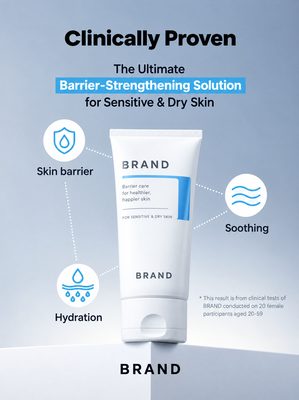 Clinically Proven
The Ultimate
Barrier-Strengthening Solution
for Sensitive & Dry Skin
Skin barrier
BRAND
Barrier care
for healthier,
happier skin
FOR SENSITIVE & DRY SKIN
Soothing
Hydration
BRAND
* This result is from clinical tests of
BRAND conducted on 20 female
participants aged 20-59
BRAND